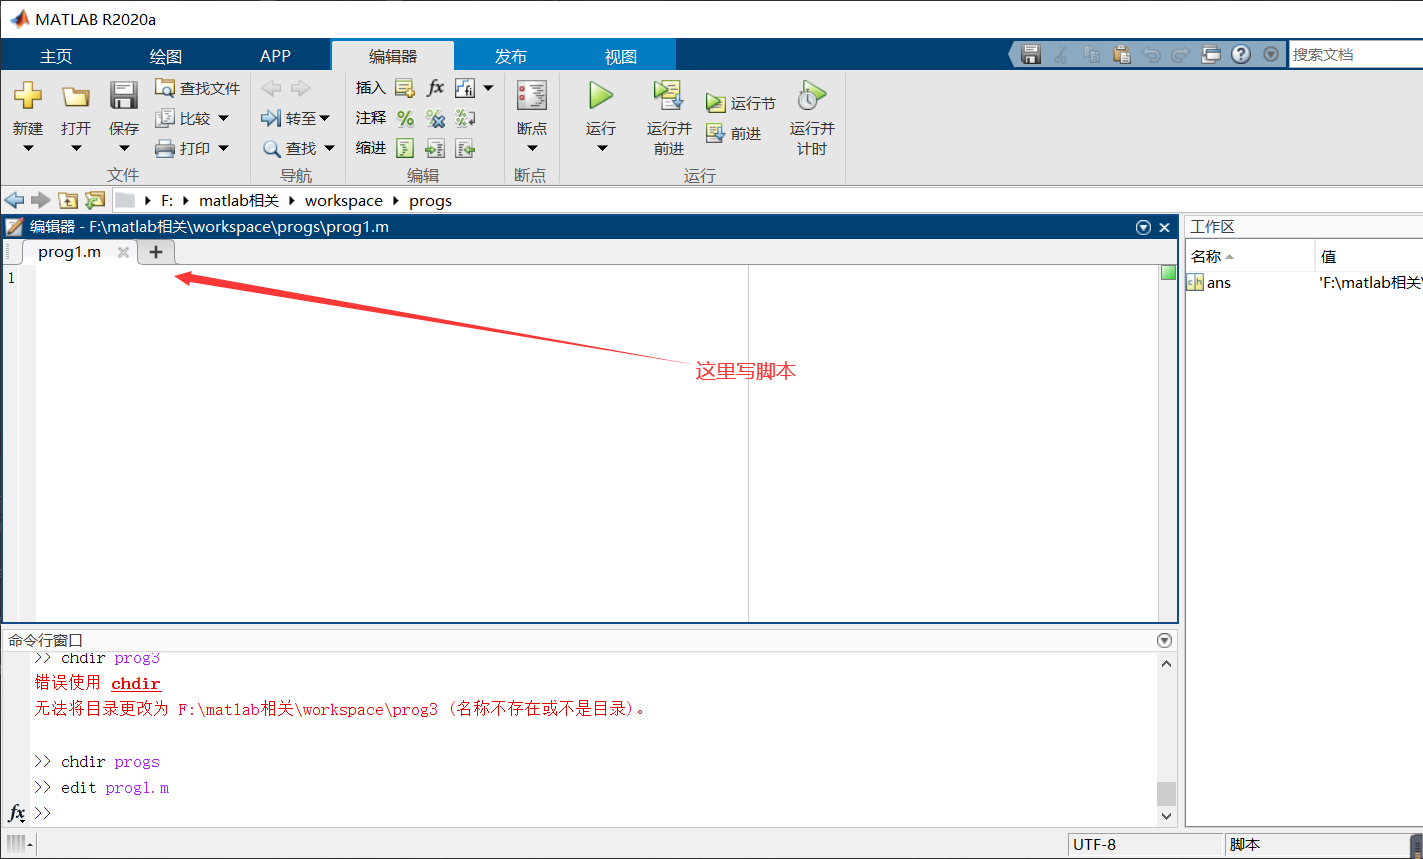 MATLAB R2020a
主页 绘图 APP 编辑器 发布 视图 搜索文档
新建 打开 保存 查找文件 比较 打印 文件
转至 查找 导航
插入 fx fi
注释 % %
缩进
编辑
断点 断点
运行 运行并前进 运行节 前进 运行并计时 运行
F: matlab相关 workspace progs
编辑器 - F:\matlab相关\workspace\progs\prog1.m
prog1.m +
1
这里写脚本
工作区
名称 值
ch ans 'F:\matlab相关\
命令行窗口
>> chdir prog3
错误使用 chdir
无法将目录更改为 F:\matlab相关\workspace\prog3 (名称不存在或不是目录)。
>> chdir progs
>> edit prog1.m
fx >>
UTF-8 脚本